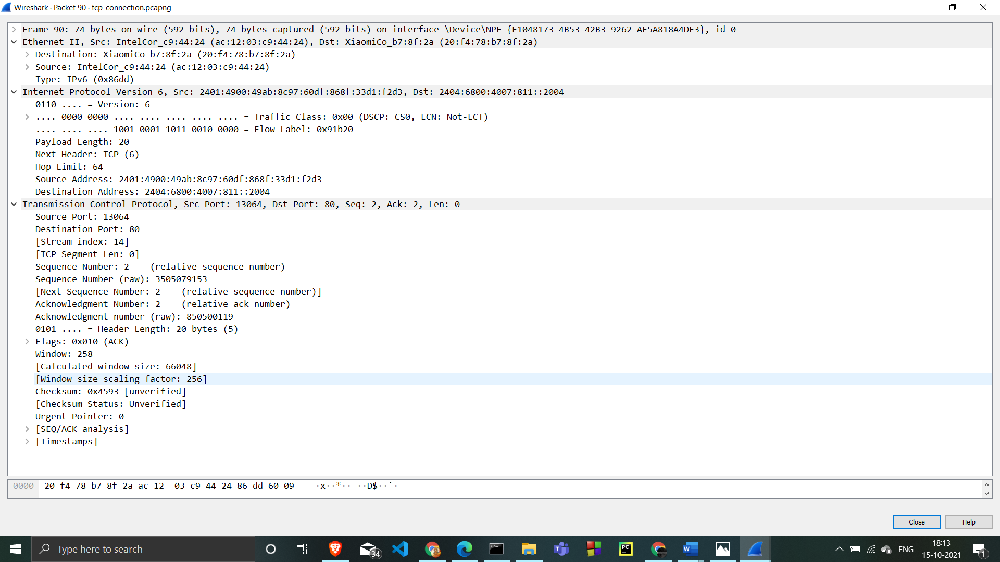 Wireshark · Packet 90 · tcp_connection.pcapng
Frame 90: 74 bytes on wire (592 bits), 74 bytes captured (592 bits) on interface \Device\NPF_{F1048173-4B53-42B3-9262-AF5A818A4DF3}, id 0
Ethernet II, Src: IntelCor_c9:44:24 (ac:12:03:c9:44:24), Dst: XiaomiCo_b7:8f:2a (20:f4:78:b7:8f:2a)
Destination: XiaomiCo_b7:8f:2a (20:f4:78:b7:8f:2a)
Source: IntelCor_c9:44:24 (ac:12:03:c9:44:24)
Type: IPv6 (0x86dd)
Internet Protocol Version 6, Src: 2401:4900:49ab:8c97:60df:868f:33d1:f2d3, Dst: 2404:6800:4007:811::2004
0110 .... = Version: 6
.... 0000 0000 .... .... .... .... .... = Traffic Class: 0x00 (DSCP: CS0, ECN: Not-ECT)
.... .... .... 1001 0001 1011 0010 0000 = Flow Label: 0x91b20
Payload Length: 20
Next Header: TCP (6)
Hop Limit: 64
Source Address: 2401:4900:49ab:8c97:60df:868f:33d1:f2d3
Destination Address: 2404:6800:4007:811::2004
Transmission Control Protocol, Src Port: 13064, Dst Port: 80, Seq: 2, Ack: 2, Len: 0
Source Port: 13064
Destination Port: 80
[Stream index: 14]
[TCP Segment Len: 0]
Sequence Number: 2    (relative sequence number)
Sequence Number (raw): 3505079153
[Next Sequence Number: 2    (relative sequence number)]
Acknowledgment Number: 2    (relative ack number)
Acknowledgment number (raw): 850500119
0101 .... = Header Length: 20 bytes (5)
Flags: 0x010 (ACK)
Window: 258
[Calculated window size: 66048]
[Window size scaling factor: 256]
Checksum: 0x4593 [unverified]
[Checksum Status: Unverified]
Urgent Pointer: 0
[SEQ/ACK analysis]
[Timestamps]
0000 20 f4 78 b7 8f 2a ac 12 03 c9 44 24 86 dd 60 09 ·x··*·· ··D$··`·
Close Help
Type here to search
34
PC
ENG
18:13
15-10-2021
1